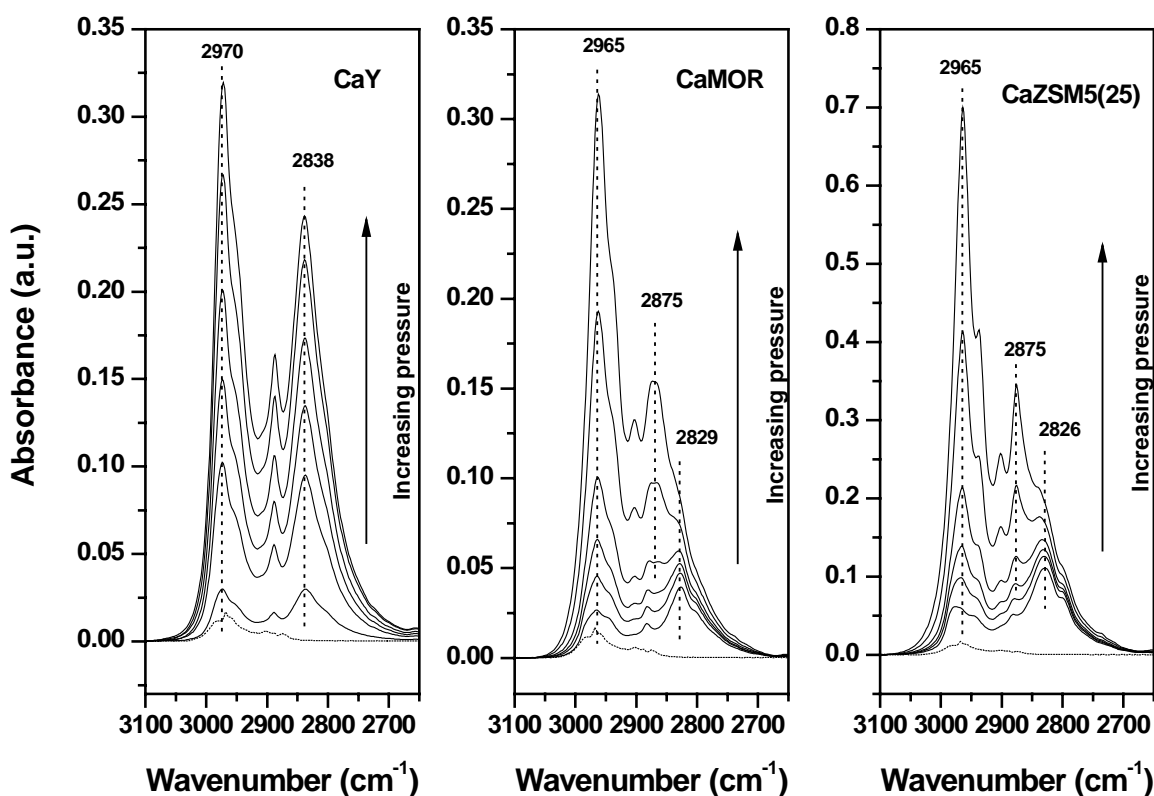 Absorbance (a.u.)
0.35
0.30
0.25
0.20
0.15
0.10
0.05
0.00
2970
CaY
2838
Increasing pressure
3100 3000 2900 2800 2700
Wavenumber (cm-1)
0.35
0.30
0.25
0.20
0.15
0.10
0.05
0.00
2965
CaMOR
2875
2829
Increasing pressure
3100 3000 2900 2800 2700
Wavenumber (cm-1)
0.8
0.7
0.6
0.5
0.4
0.3
0.2
0.1
0.0
2965
CaZSM5(25)
2875
2826
Increasing pressure
3100 3000 2900 2800 2700
Wavenumber (cm-1)